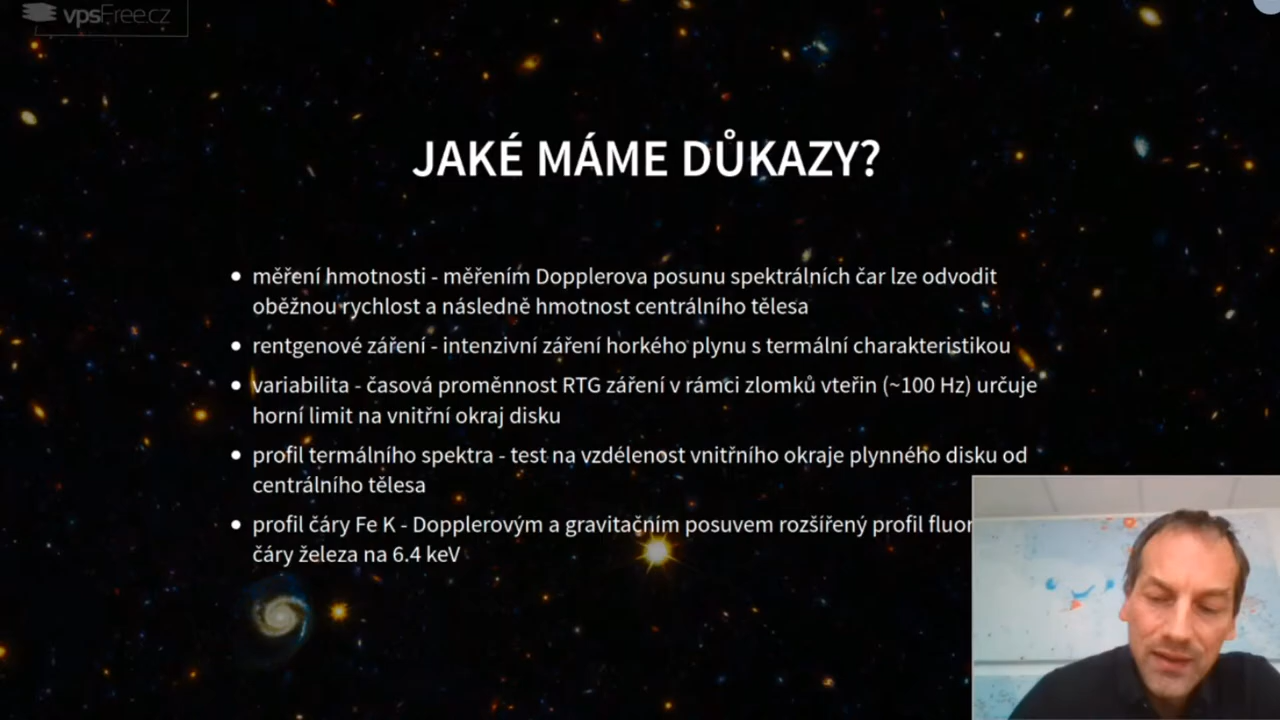 vpsFree.cz
JAKÉ MÁME DŮKAZY?
• měření hmotnosti - měřením Dopplerova posunu spektrálních čar lze odvodit
oběžnou rychlost a následně hmotnost centrálního tělesa
• rentgenové záření - intenzivní záření horkého plynu s termální charakteristikou
• variabilita - časová proměnnost RTG záření v rámci zlomků vteřin (~100 Hz) určuje
horní limit na vnitřní okraj disku
• profil termálního spektra - test na vzdélenost vnitřního okraje plynného disku od
centrálního tělesa
• profil čáry Fe K - Dopplerovým a gravitačním posuvem rozšířený profil
čáry železa na 6.4 keV